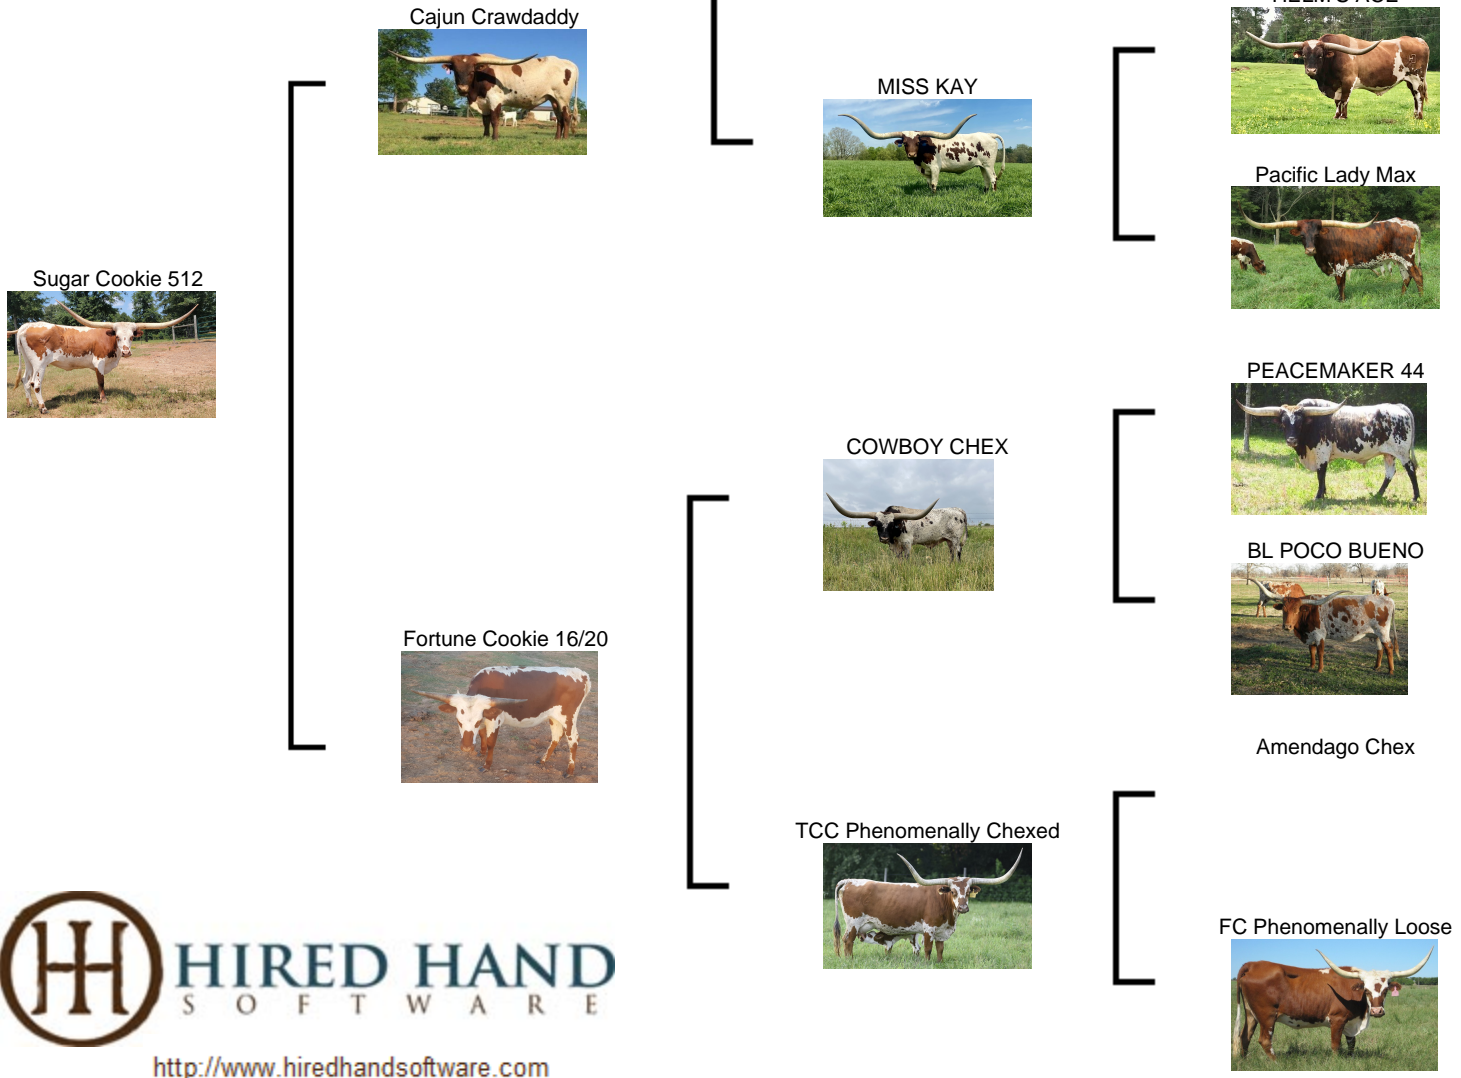 Cajun Crawdaddy
MISS KAY
Pacific Lady Max
Sugar Cookie 512
PEACEMAKER 44
COWBOY CHEX
BL POCO BUENO
Fortune Cookie 16/20
Amendago Chex
TCC Phenomenally Chexed
FC Phenomenally Loose
HH
HIRED HAND
SOFTWARE
http://www.hiredhandsoftware.com